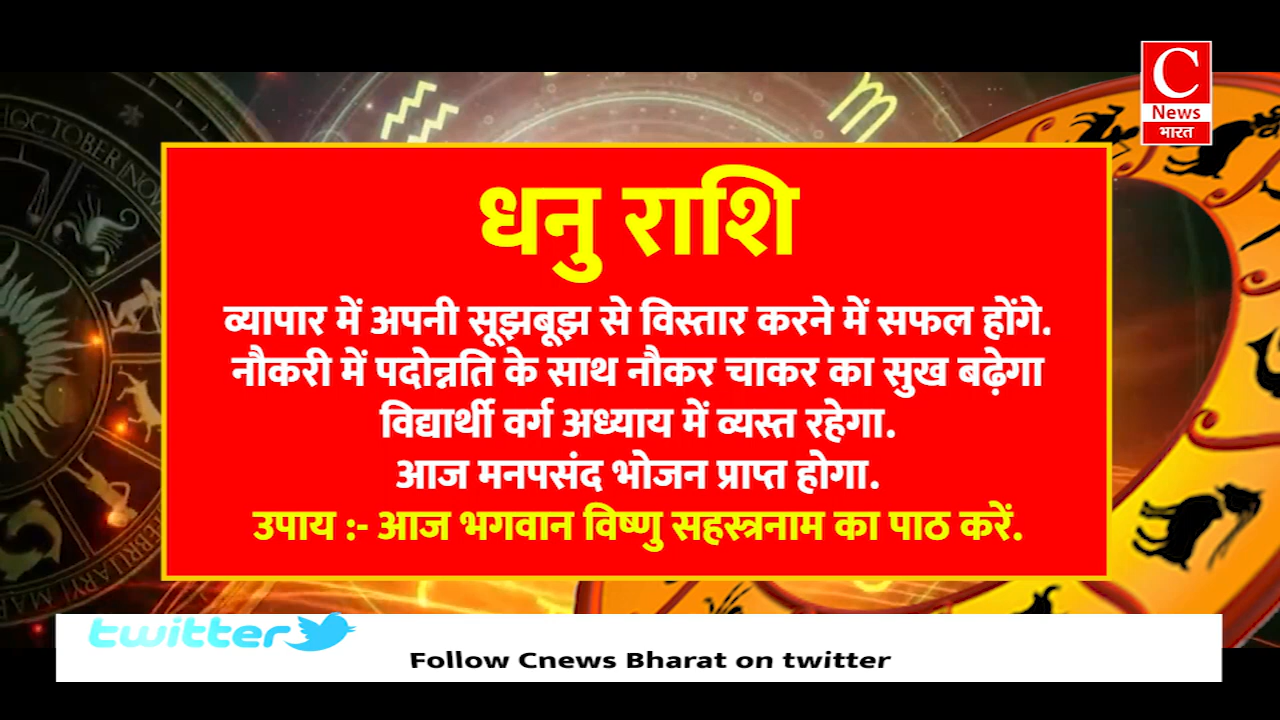 C
News
भारत
OCTOBER
धनु राशि
व्यापार में अपनी सूझबूझ से विस्तार करने में सफल होंगे.
नौकरी में पदोन्नति के साथ नौकर चाकर का सुख बढ़ेगा
विद्यार्थी वर्ग अध्याय में व्यस्त रहेगा.
आज मनपसंद भोजन प्राप्त होगा.
उपाय :- आज भगवान विष्णु सहस्त्रनाम का पाठ करें.
twitter
Follow Cnews Bharat on twitter